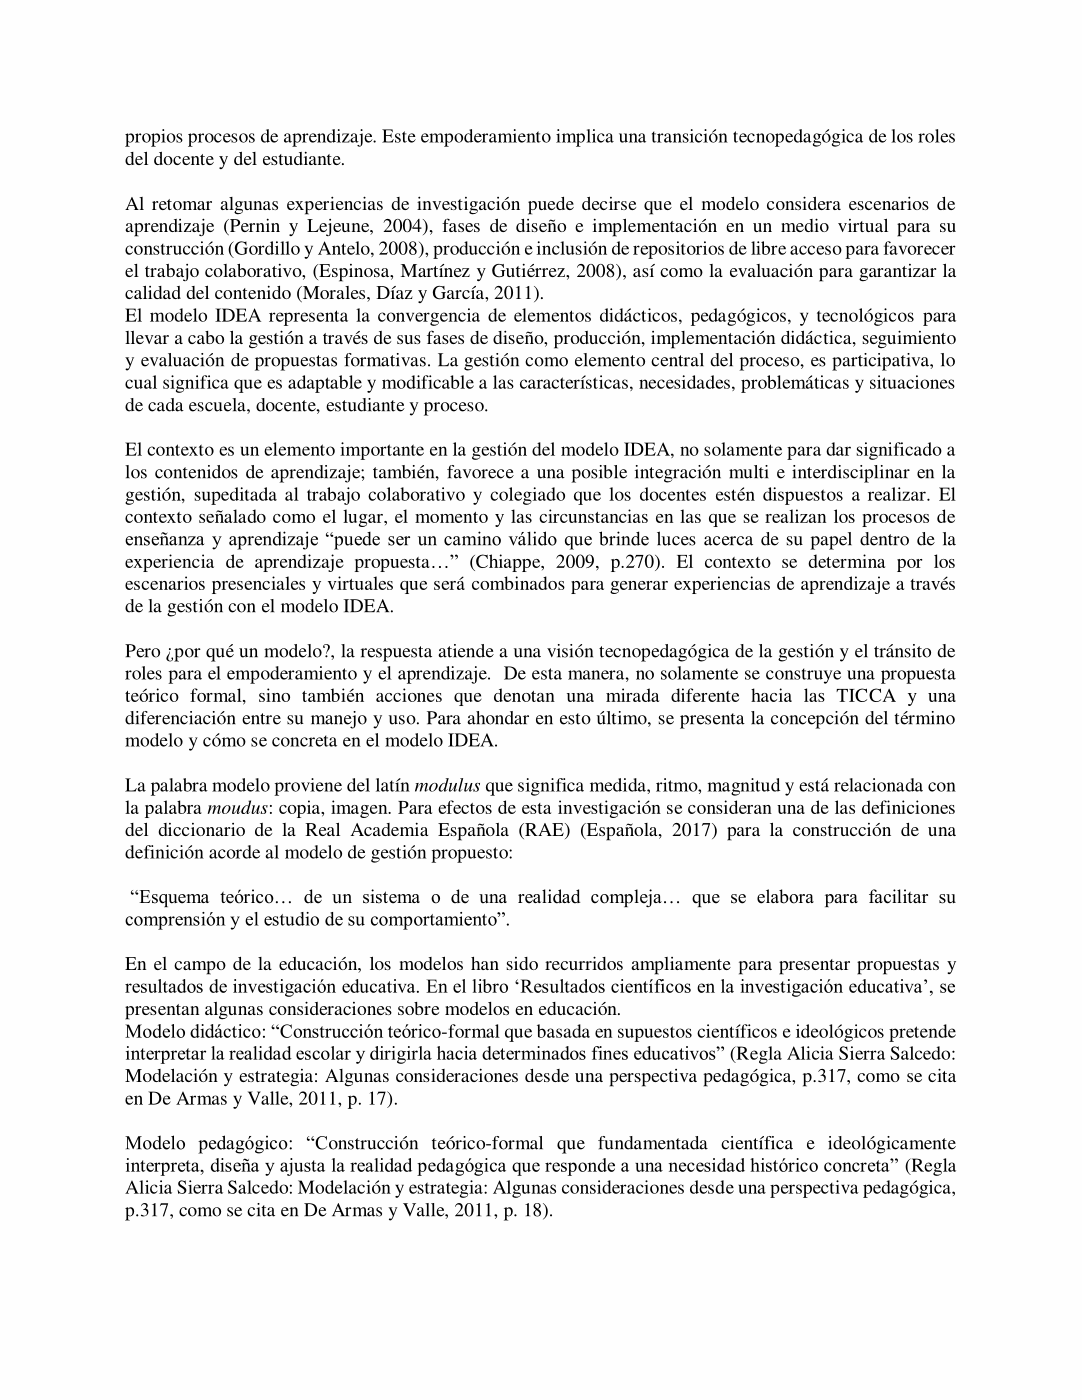 propios procesos de aprendizaje. Este empoderamiento implica una transición tecnopedagógica de los roles
del docente y del estudiante.
Al retomar algunas experiencias de investigación puede decirse que el modelo considera escenarios de
aprendizaje (Pernin y Lejeune, 2004), fases de diseño e implementación en un medio virtual para su
construcción (Gordillo y Antelo, 2008), producción e inclusión de repositorios de libre acceso para favorecer
el trabajo colaborativo, (Espinosa, Martínez y Gutiérrez, 2008), así como la evaluación para garantizar la
calidad del contenido (Morales, Díaz y García, 2011).
El modelo IDEA representa la convergencia de elementos didácticos, pedagógicos, y tecnológicos para
llevar a cabo la gestión a través de sus fases de diseño, producción, implementación didáctica, seguimiento
y evaluación de propuestas formativas. La gestión como elemento central del proceso, es participativa, lo
cual significa que es adaptable y modificable a las características, necesidades, problemáticas y situaciones
de cada escuela, docente, estudiante y proceso.
El contexto es un elemento importante en la gestión del modelo IDEA, no solamente para dar significado a
los contenidos de aprendizaje; también, favorece a una posible integración multi e interdisciplinar en la
gestión, supeditada al trabajo colaborativo y colegiado que los docentes estén dispuestos a realizar. El
contexto señalado como el lugar, el momento y las circunstancias en las que se realizan los procesos de
enseñanza y aprendizaje “puede ser un camino válido que brinde luces acerca de su papel dentro de la
experiencia de aprendizaje propuesta…” (Chiappe, 2009, p.270). El contexto se determina por los
escenarios presenciales y virtuales que será combinados para generar experiencias de aprendizaje a través
de la gestión con el modelo IDEA.
Pero ¿por qué un modelo?, la respuesta atiende a una visión tecnopedagógica de la gestión y el tránsito de
roles para el empoderamiento y el aprendizaje.  De esta manera, no solamente se construye una propuesta
teórico formal, sino también acciones que denotan una mirada diferente hacia las TICCA y una
diferenciación entre su manejo y uso. Para ahondar en esto último, se presenta la concepción del término
modelo y cómo se concreta en el modelo IDEA.
La palabra modelo proviene del latín modulus que significa medida, ritmo, magnitud y está relacionada con
la palabra moudus: copia, imagen. Para efectos de esta investigación se consideran una de las definiciones
del diccionario de la Real Academia Española (RAE) (Española, 2017) para la construcción de una
definición acorde al modelo de gestión propuesto:
“Esquema teórico… de un sistema o de una realidad compleja… que se elabora para facilitar su
comprensión y el estudio de su comportamiento”.
En el campo de la educación, los modelos han sido recurridos ampliamente para presentar propuestas y
resultados de investigación educativa. En el libro ‘Resultados científicos en la investigación educativa’, se
presentan algunas consideraciones sobre modelos en educación.
Modelo didáctico: “Construcción teórico-formal que basada en supuestos científicos e ideológicos pretende
interpretar la realidad escolar y dirigirla hacia determinados fines educativos” (Regla Alicia Sierra Salcedo:
Modelación y estrategia: Algunas consideraciones desde una perspectiva pedagógica, p.317, como se cita
en De Armas y Valle, 2011, p. 17).
Modelo pedagógico: “Construcción teórico-formal que fundamentada científica e ideológicamente
interpreta, diseña y ajusta la realidad pedagógica que responde a una necesidad histórico concreta” (Regla
Alicia Sierra Salcedo: Modelación y estrategia: Algunas consideraciones desde una perspectiva pedagógica,
p.317, como se cita en De Armas y Valle, 2011, p. 18).